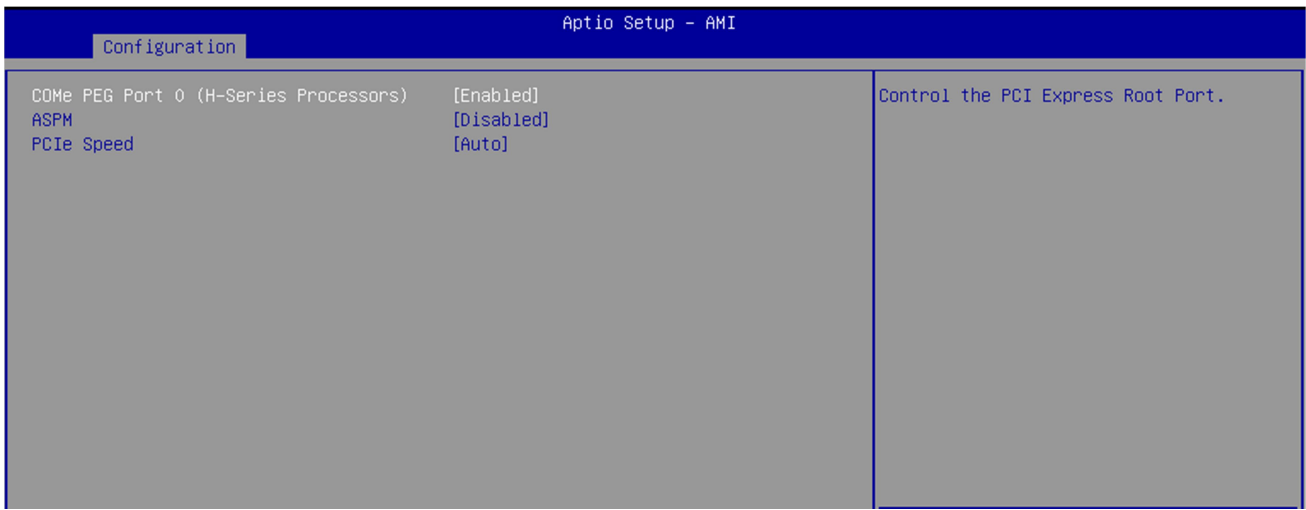 Aptio Setup – AMI
Configuration
COMe PEG Port 0 (H-Series Processors) [Enabled]
ASPM [Disabled]
PCIe Speed [Auto]
Control the PCI Express Root Port.